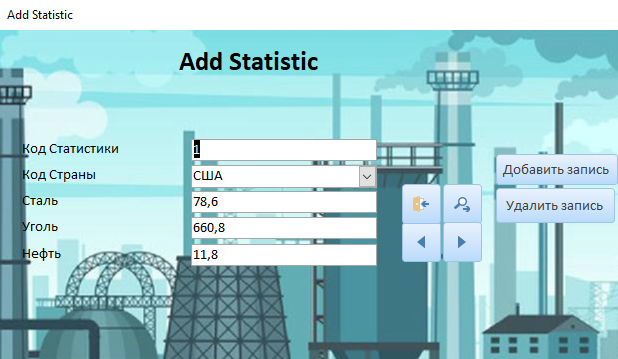 Add Statistic
Add Statistic
Код Статистики 1
Код Страны США
Сталь 78,6
Уголь 660,8
Нефть 11,8
Добавить запись
Удалить запись